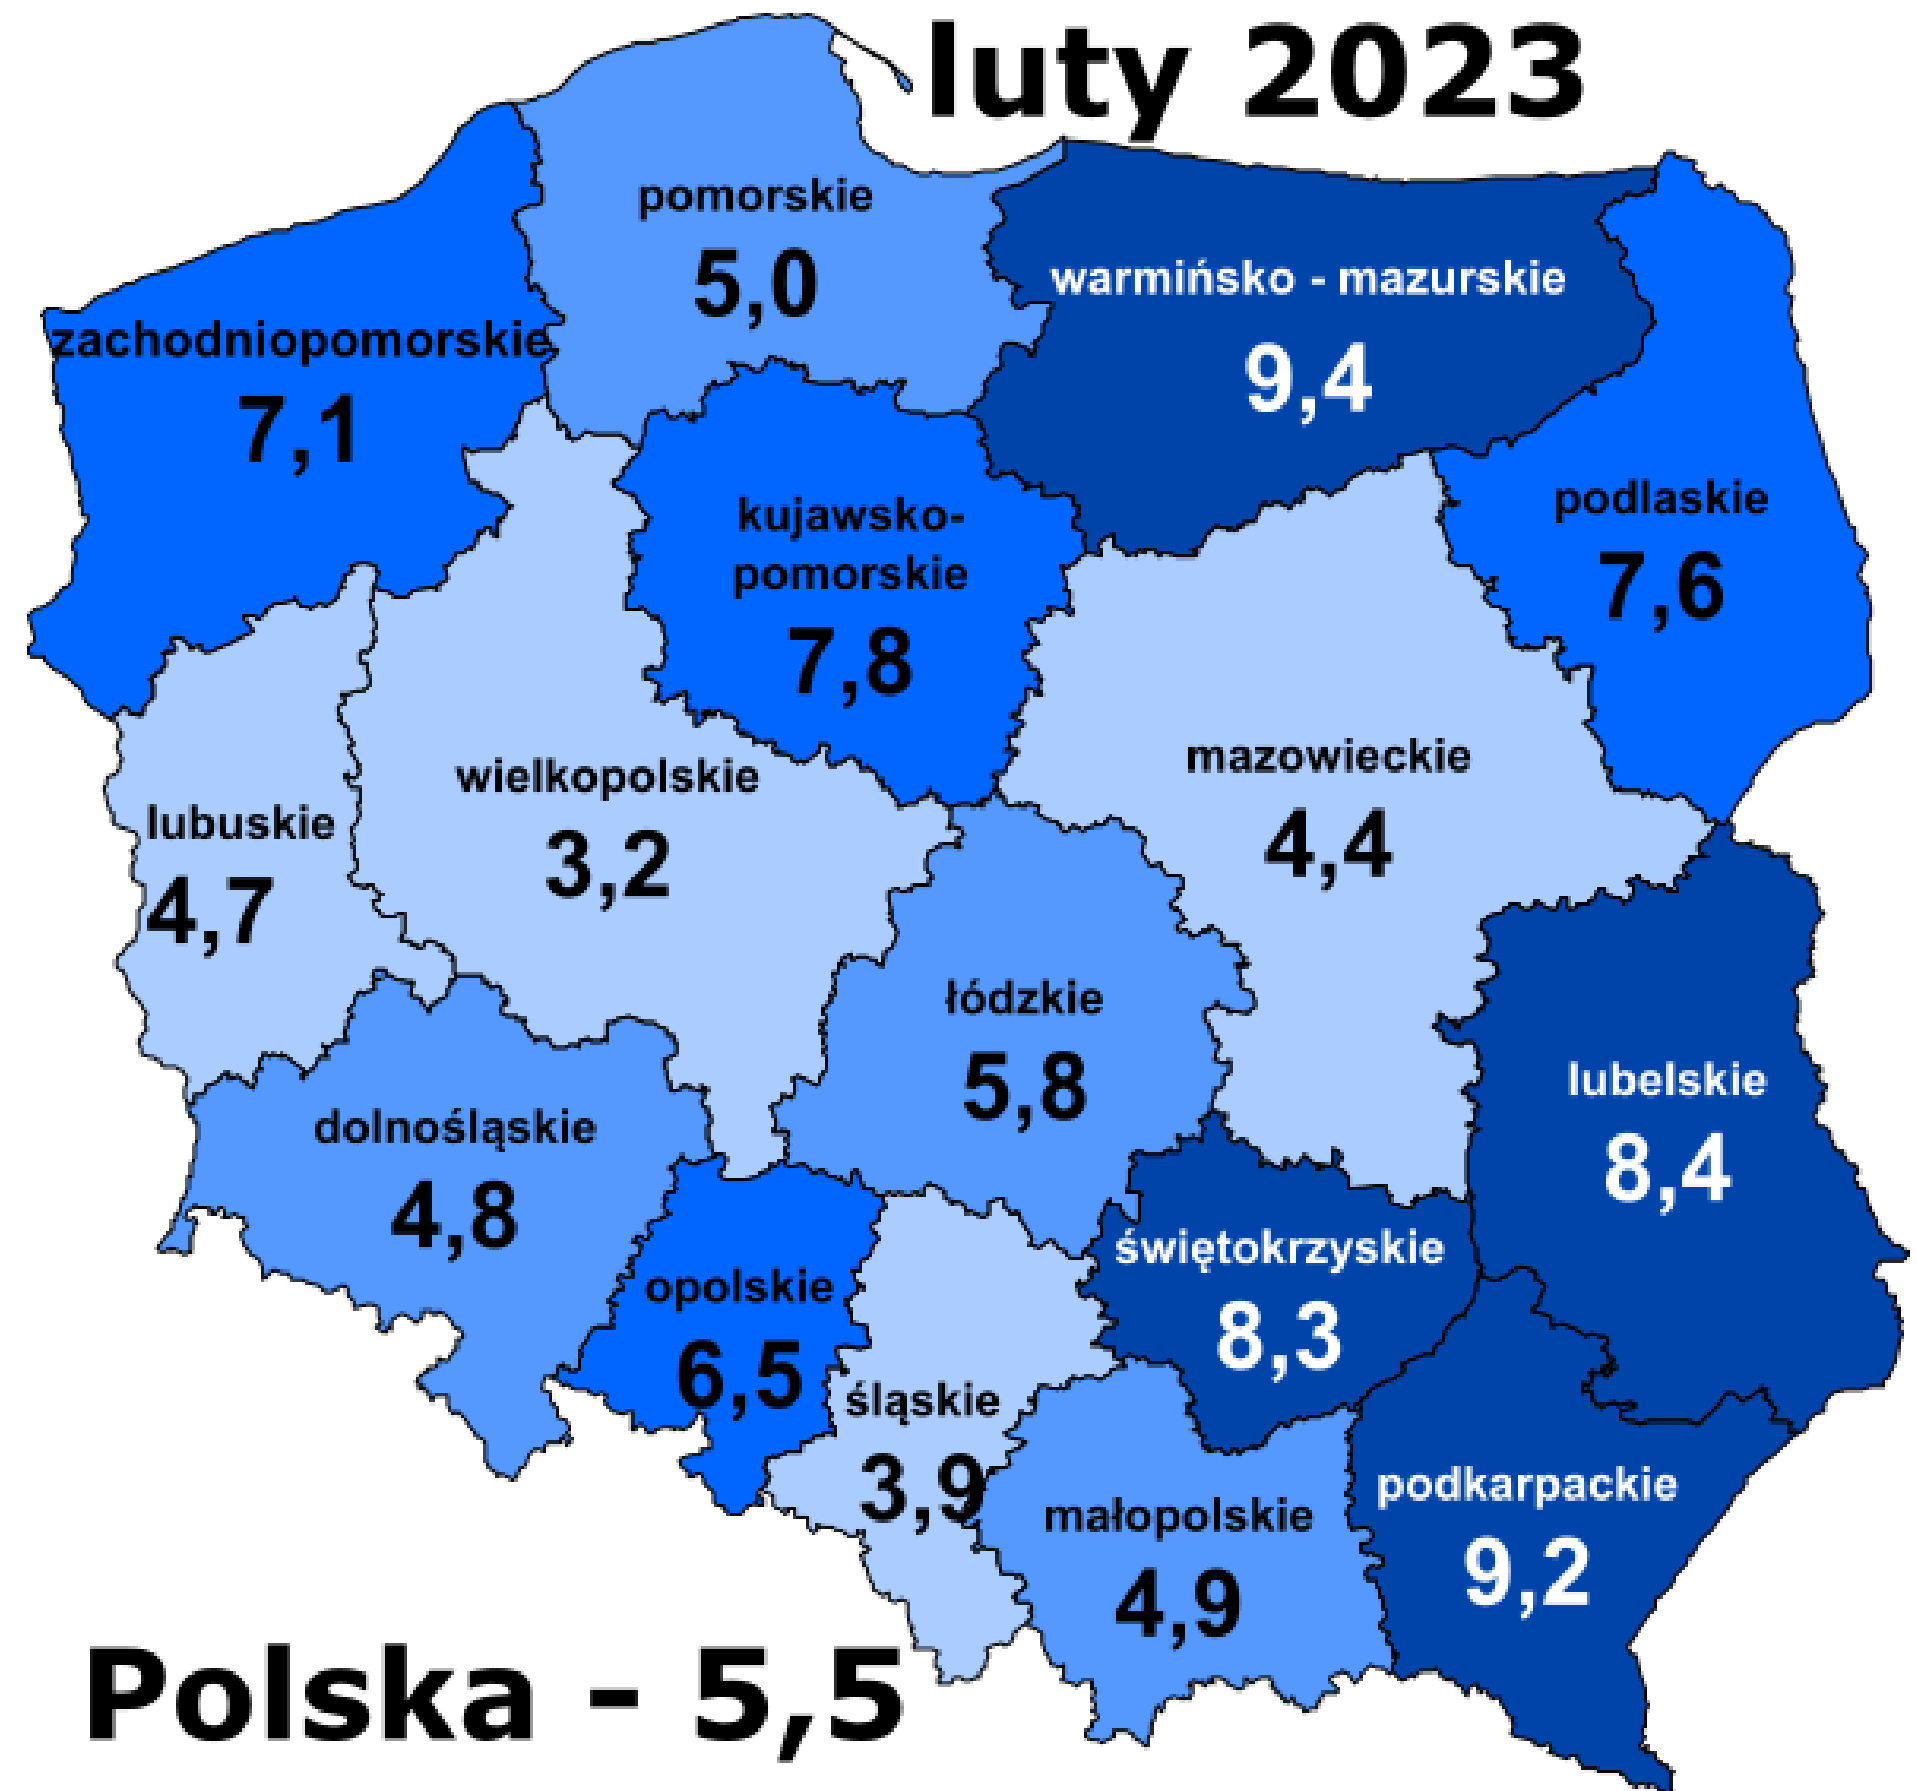 luty 2023
pomorskie
5,0
warmińsko - mazurskie
9,4
zachodniopomorskie
7,1
kujawsko-
pomorskie
7,8
podlaskie
7,6
lubuskie
4,7
wielkopolskie
3,2
mazowieckie
4,4
łódzkie
5,8
lubelskie
8,4
dolnośląskie
4,8
opolskie
6,5
śląskie
3,9
świętokrzyskie
8,3
małopolskie
4,9
podkarpackie
9,2
Polska - 5,5